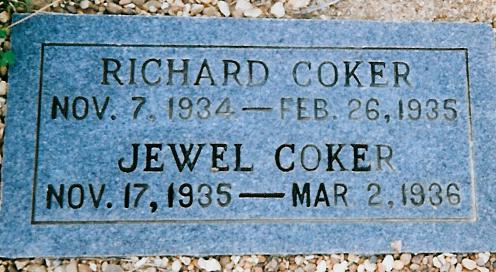 RICHARD COKER
NOV. 7, 1934 — FEB. 26, 1935
JEWEL COKER
NOV. 17, 1935 — MAR 2, 1936